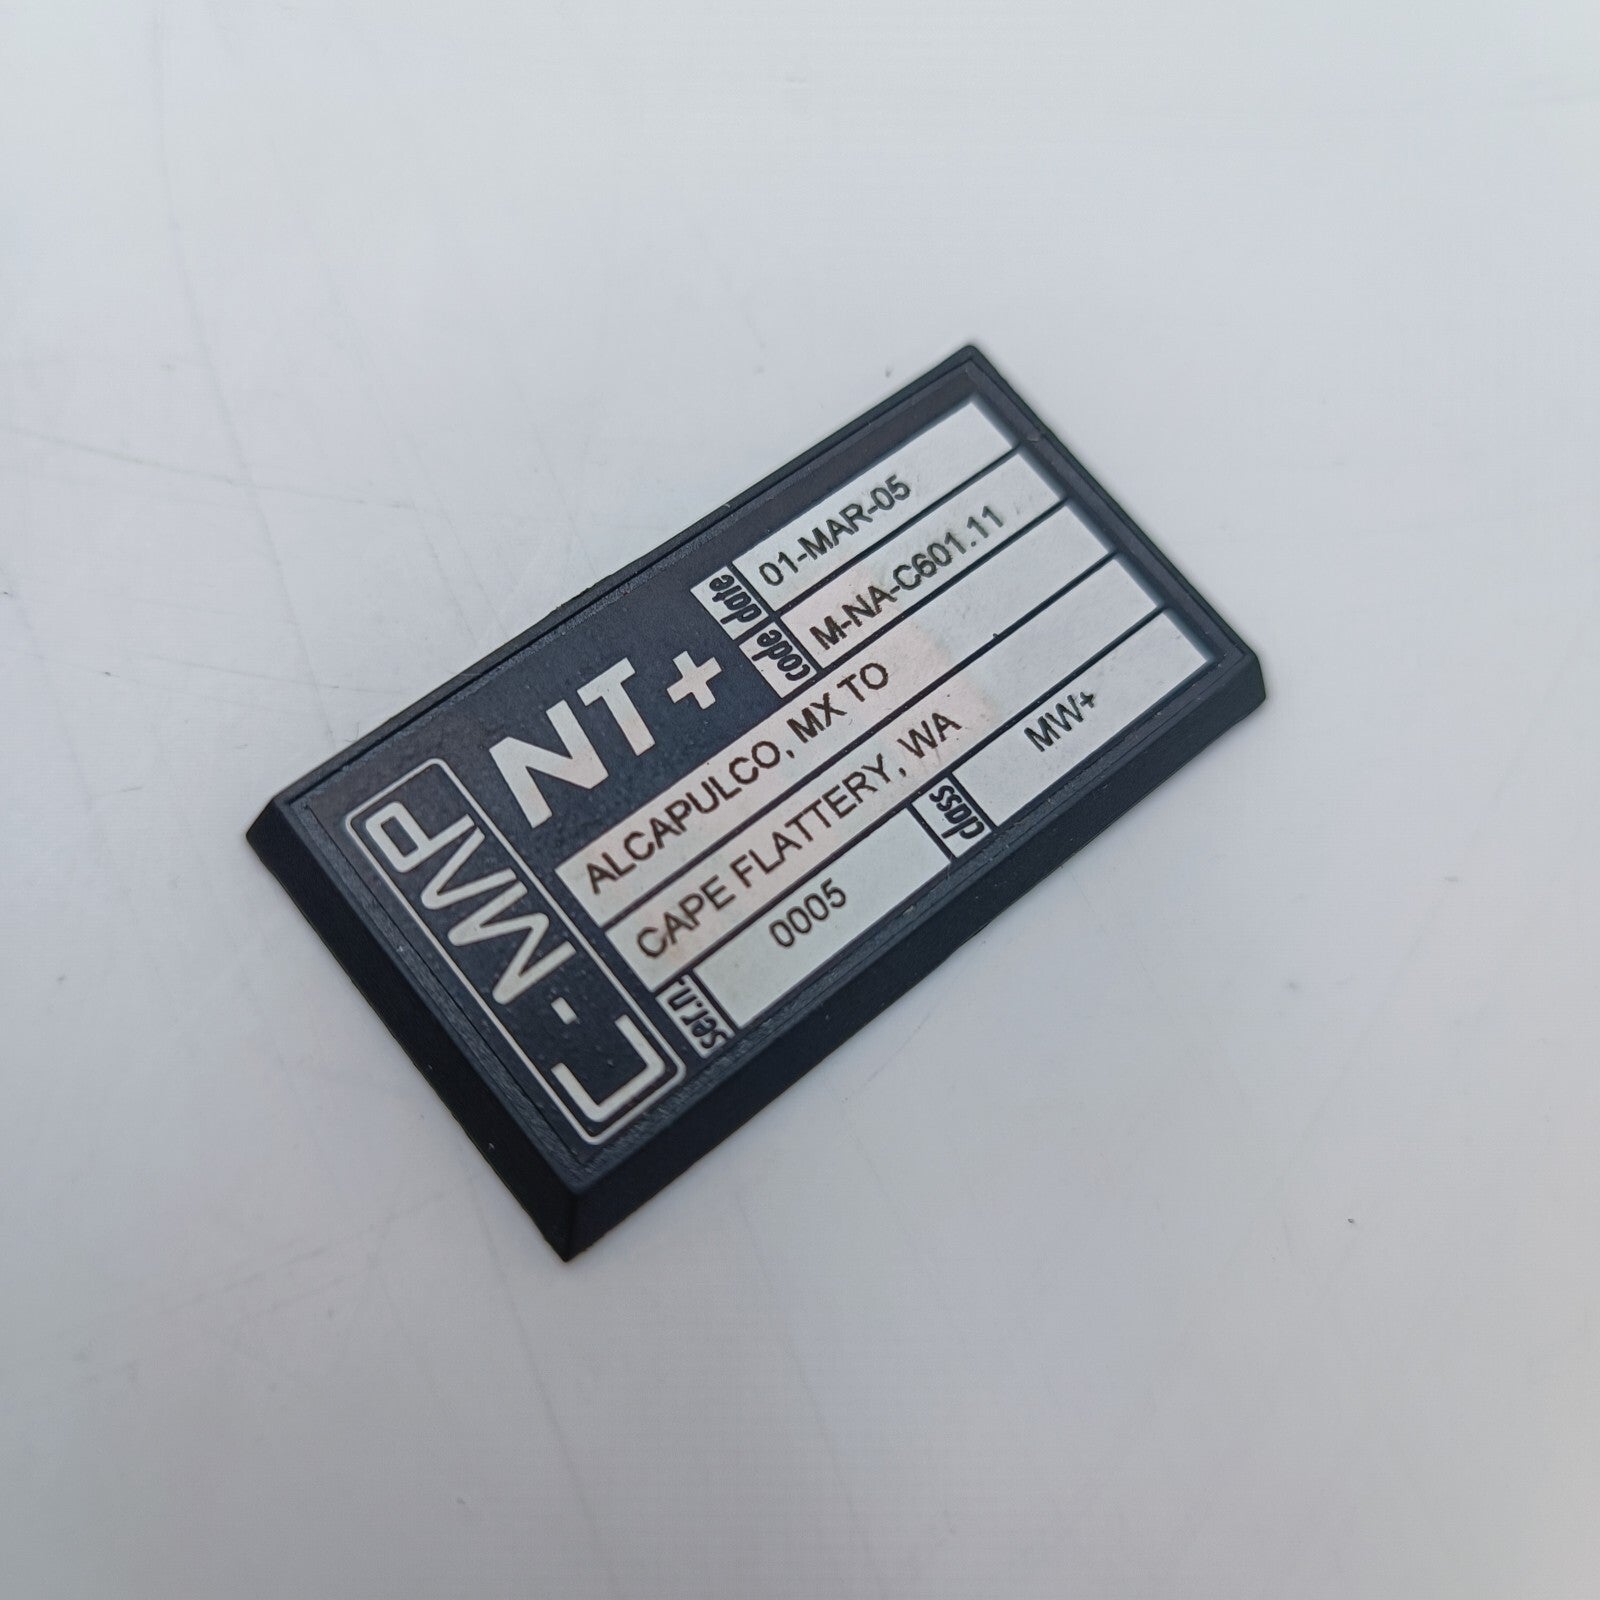 C-MAP
NT+
date 01-MAR-05
code M-NA-C601.11
ALCAPULCO, MX TO
CAPE FLATTERY, WA
ser.n. 0005 class MW+